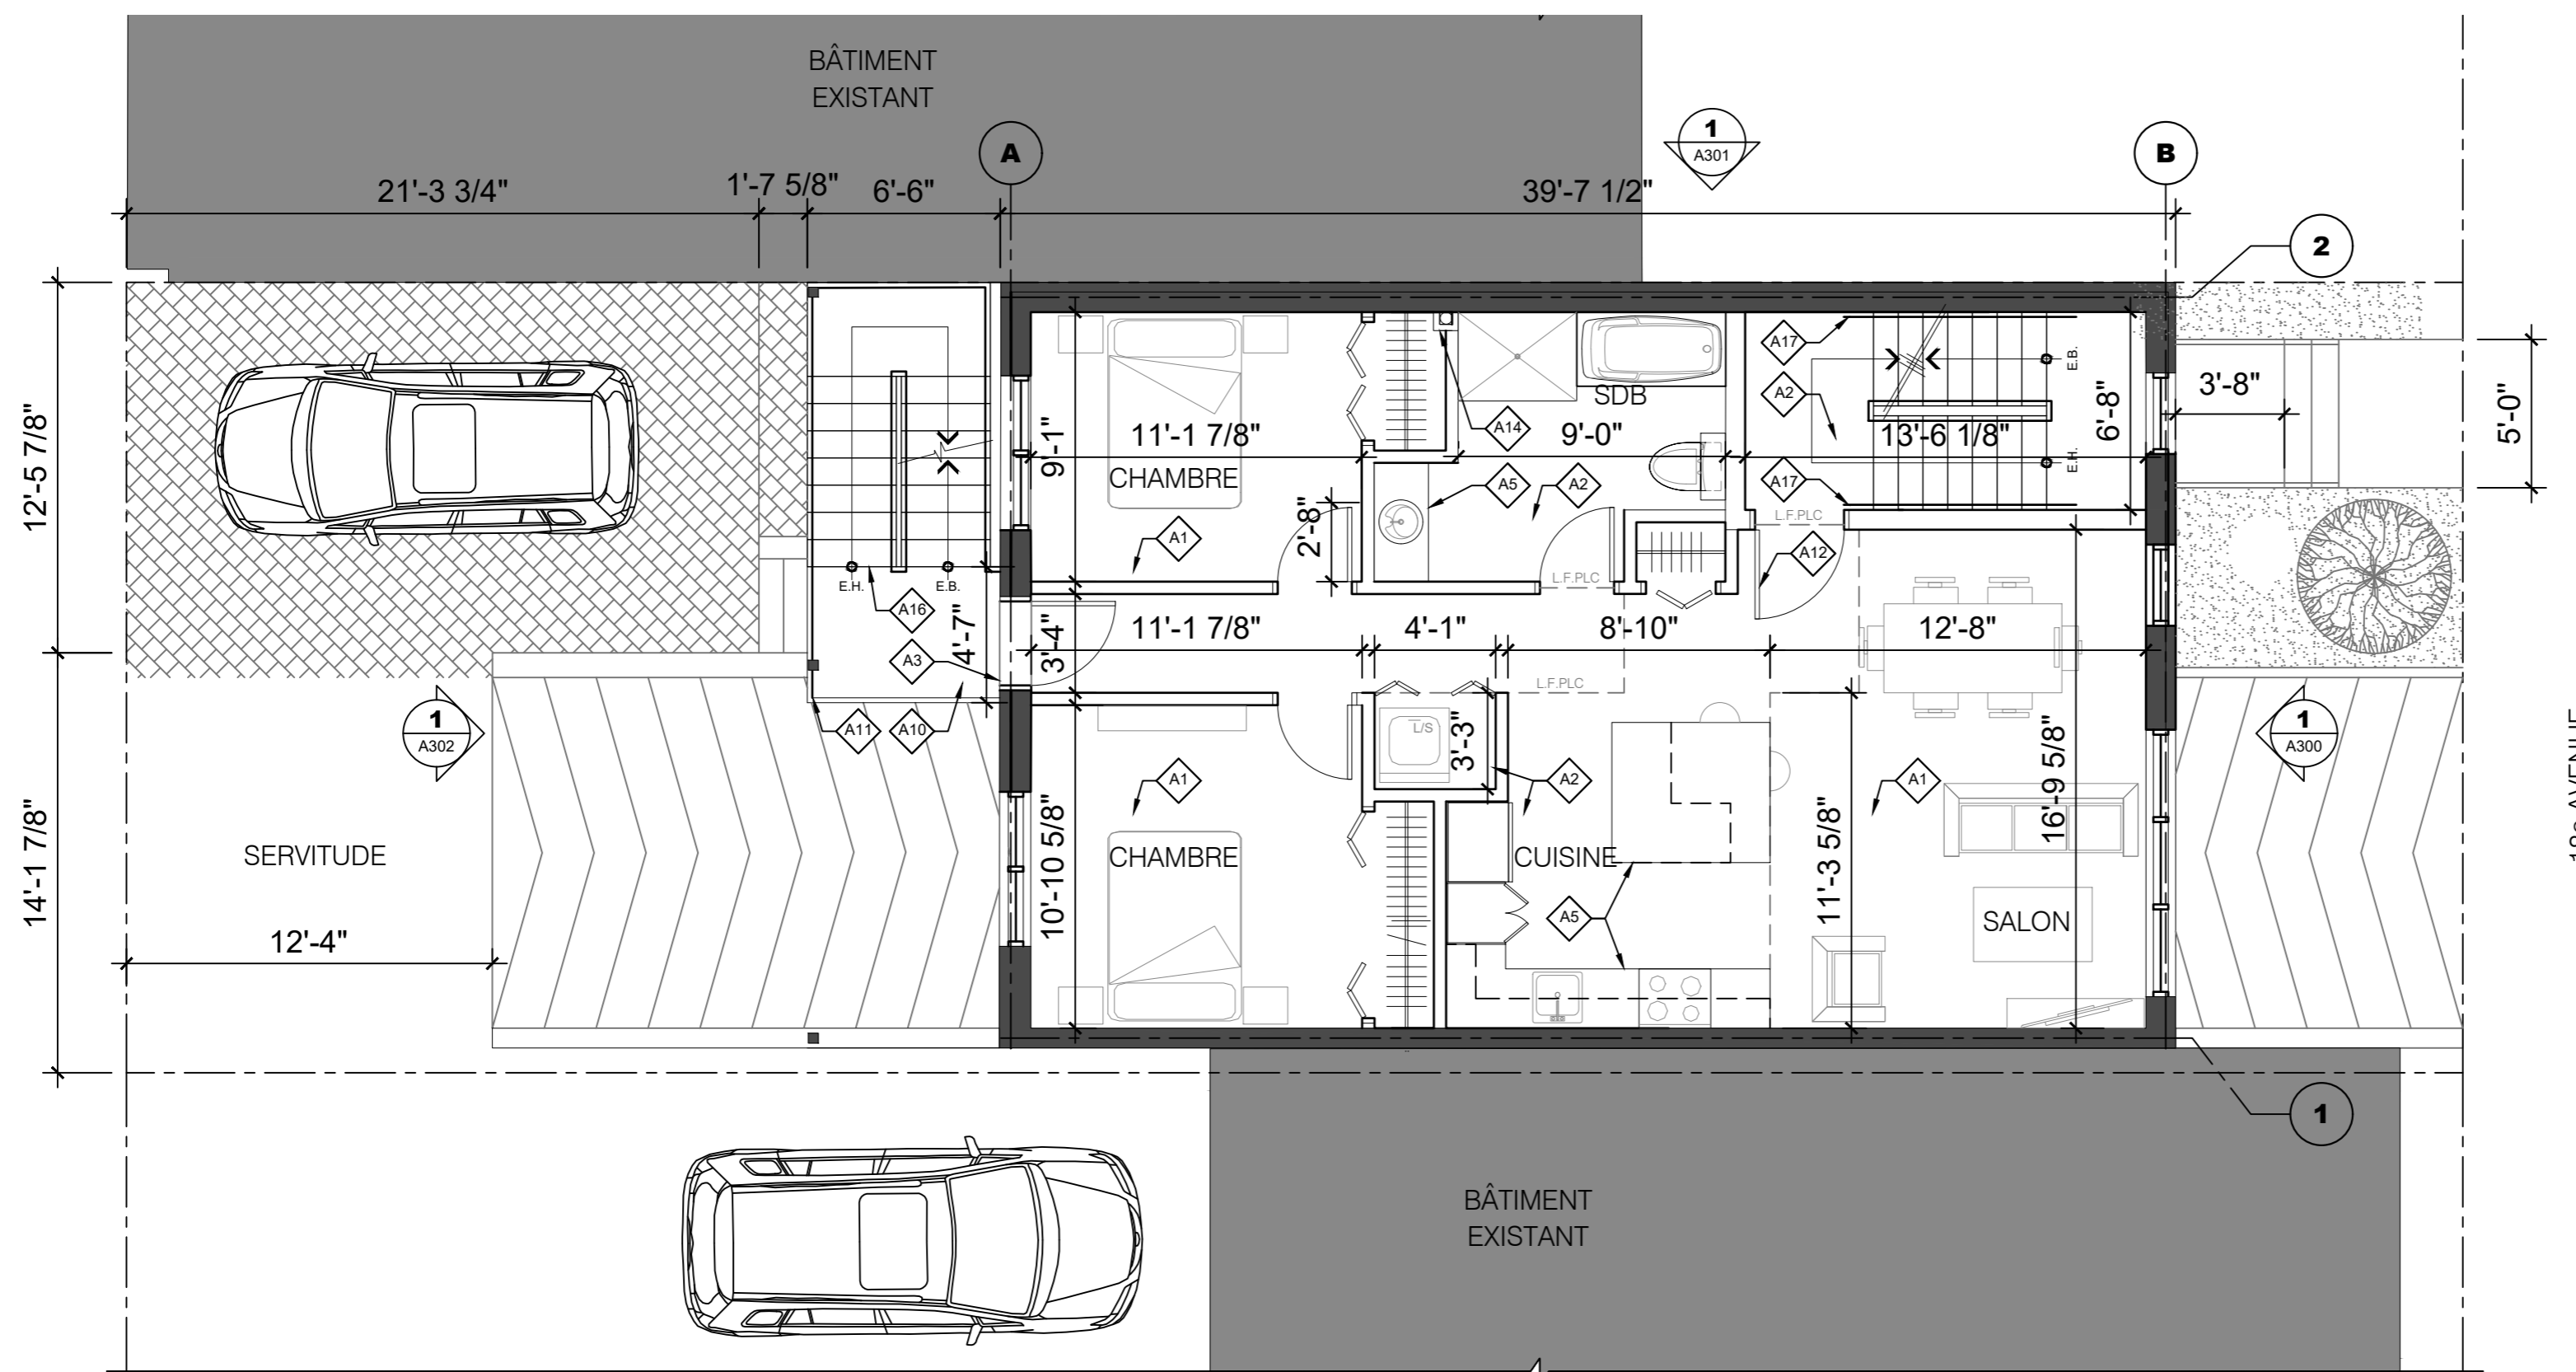 BÂTIMENT
EXISTANT
1
A301
A
B
21'-3 3/4"
1'-7 5/8"
6'-6"
39'-7 1/2"
2
12'-5 7/8"
9'-1"
11'-1 7/8"
CHAMBRE
A1
2'-8"
SDB
A14
9'-0"
A5
A2
A17
A2
13'-6 1/8"
A17
6'-8"
E.B.
E.H.
3'-8"
5'-0"
L.F.PLC
A12
L.F.PLC
E.H.
E.B.
A16
A3
4'-7"
3'-4"
11'-1 7/8"
4'-1"
8'-10"
12'-8"
L.F.PLC
1
A302
A11
A10
L/S
3'-3"
A1
A2
A1
16'-9 5/8"
1
A300
14'-1 7/8"
SERVITUDE
10'-10 5/8"
CHAMBRE
CUISINE
11'-3 5/8"
A5
SALON
12'-4"
1
BÂTIMENT
EXISTANT
AVENUE